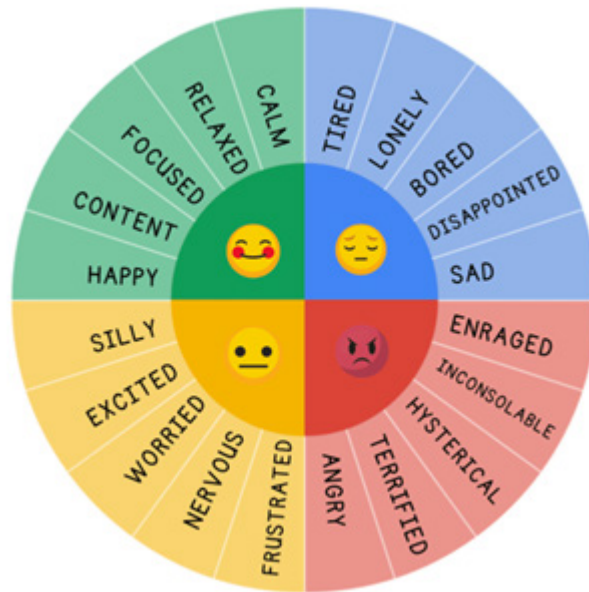 CALM
RELAXED
FOCUSED
CONTENT
HAPPY
TIRED
LONELY
BORED
DISAPPOINTED
SAD
SILLY
EXCITED
WORRIED
NERVOUS
FRUSTRATED
ENRAGED
INCONSOLABLE
HYSTERICAL
TERRIFIED
ANGRY